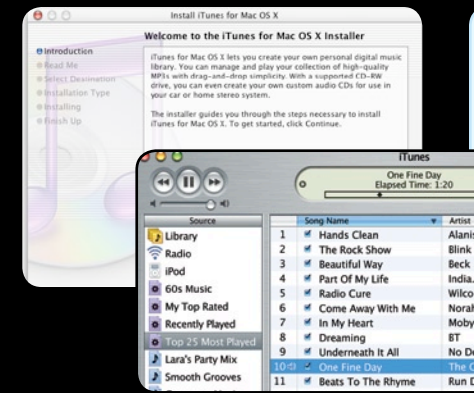 Install iTunes for Mac OS X
Welcome to the iTunes for Mac OS X Installer
Introduction
Read Me
Select Destination
Installation Type
Installing
Finish Up
iTunes for Mac OS X lets you create your own personal digital music
library. You can manage and play your collection of high-quality
MP3s with drag-and-drop simplicity. With a supported CD-RW
drive, you can even create your own custom audio CDs for use in
your car or home stereo system.
The installer guides you through the steps necessary to install
iTunes for Mac OS X. To get started, click Continue.
iTunes
One Fine Day
Elapsed Time: 1:20
Source
Library
Radio
iPod
60s Music
My Top Rated
Recently Played
Top 25 Most Played
Lara's Party Mix
Smooth Grooves
Song Name Artist
1 Hands Clean Alanis
2 The Rock Show Blink
3 Beautiful Way Beck
4 Part Of My Life India.
5 Radio Cure Wilco
6 Come Away With Me Norah
7 In My Heart Moby
8 Dreaming BT
9 Underneath It All No De
10 One Fine Day The C
11 Beats To The Rhyme Run D